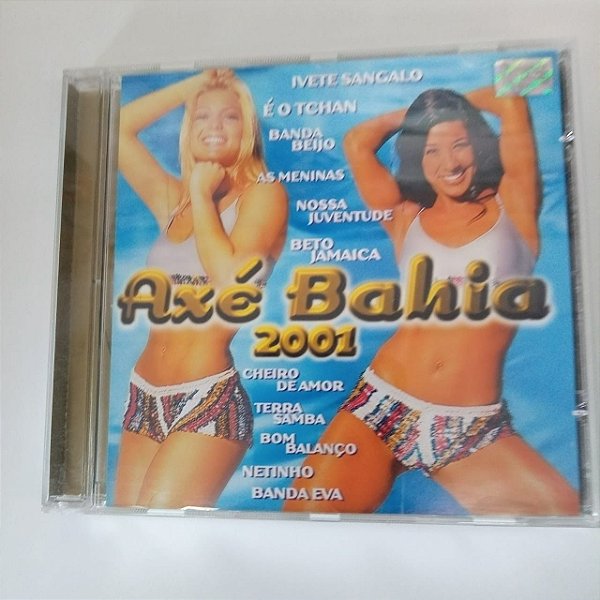 IVETE SANGALO
É O TCHAN
BANDA
BEIJO
AS MENINAS
NOSSA
JUVENTUDE
BETO
JAMAICA
Axé Bahia
2001
CHEIRO
DE AMOR
TERRA
SAMBA
BOM
BALANÇO
NETINHO
BANDA EVA